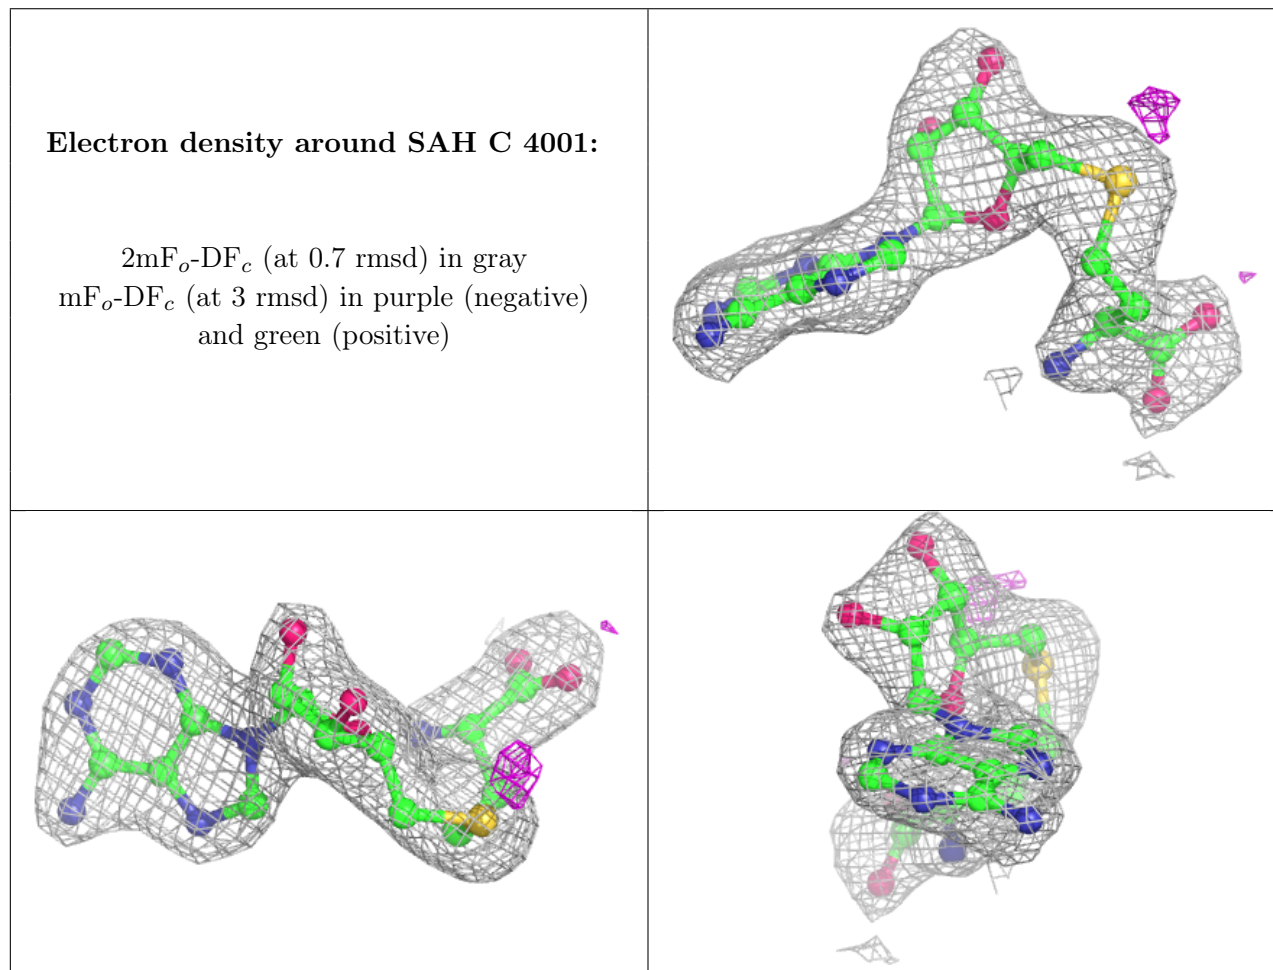 Electron density around SAH C 4001:
2mFo-DFc (at 0.7 rmsd) in gray
mFo-DFc (at 3 rmsd) in purple (negative)
and green (positive)